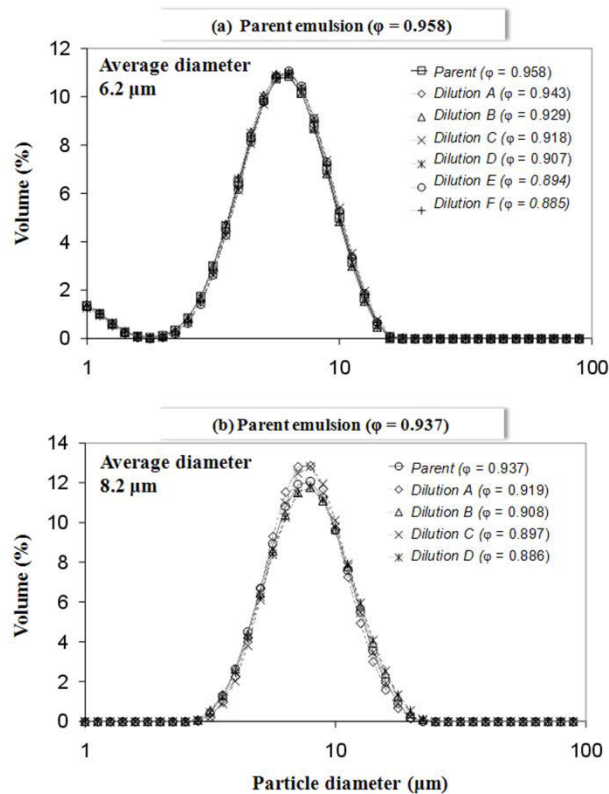 (a) Parent emulsion (φ = 0.958)
Average diameter
6.2 µm
Parent (φ = 0.958)
Dilution A (φ = 0.943)
Dilution B (φ = 0.929)
Dilution C (φ = 0.918)
Dilution D (φ = 0.907)
Dilution E (φ = 0.894)
Dilution F (φ = 0.885)
Volume (%)
12
10
8
6
4
2
0
1
10
100
(b) Parent emulsion (φ = 0.937)
Average diameter
8.2 µm
Parent (φ = 0.937)
Dilution A (φ = 0.919)
Dilution B (φ = 0.908)
Dilution C (φ = 0.897)
Dilution D (φ = 0.886)
Volume (%)
14
12
10
8
6
4
2
0
1
10
100
Particle diameter (µm)